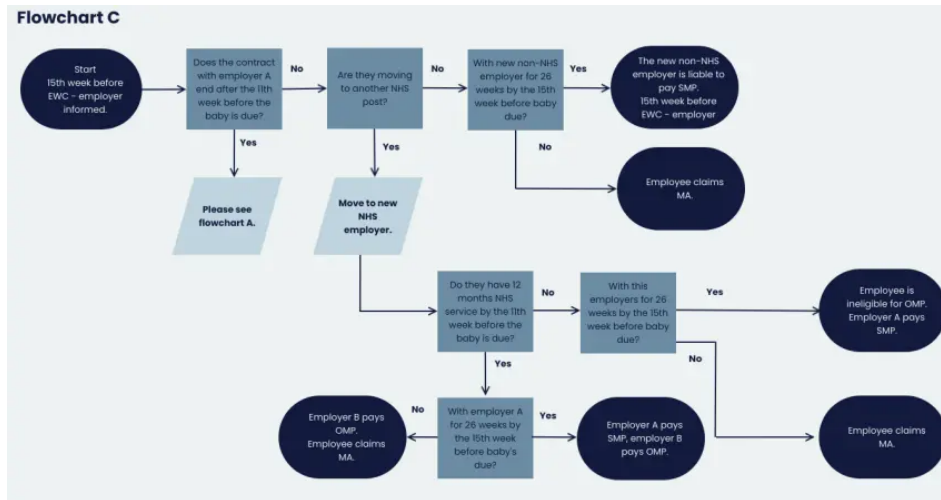 Flowchart C
Start
15th week before
EWC - employer
informed.
Does the contract
with employer A
end after the 11th
week before the
baby is due?
No
Are they moving
to another NHS
post?
No
With new non-NHS
employer for 26
weeks by the 15th
week before baby
due?
Yes
The new non-NHS
employer is liable to
pay SMP.
15th week before
EWC - employer
Yes
Yes
No
Please see
flowchart A.
Move to new
NHS
employer.
Employee claims
MA.
Do they have 12
months NHS
service by the 11th
week before the
baby is due?
No
With this
employers for 26
weeks by the 15th
week before baby
due?
Yes
Employee is
ineligible for OMP.
Employer A pays
SMP.
Yes
No
Employer B pays
OMP.
Employee claims
MA.
No
With employer A
for 26 weeks by
the 15th week
before baby's
due?
Yes
Employer A pays
SMP, employer B
pays OMP.
Employee claims
MA.